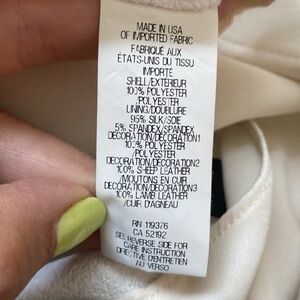 MADE IN USA
OF IMPORTED FABRIC
FABRIQUÉ AUX
ÉTATS-UNIS DU TISSU
IMPORTÉ
SHELL/EXTERIEUR
100% POLYESTER
/POLYESTER
LINING/DOUBLURE
95% SILK/SOIE
5% SPANDEX/SPANDEX
DECORATION/DECORATION1
100% POLYESTER
/POLYESTER
DECORATION/DECORATION2
100% SHEEP LEATHER
/MOUTONS EN CUIR
DECORATION/DECORATION3
100% LAMB LEATHER
/CUIR D'AGNEAU
RN 119376
CA 52192
SEE REVERSE SIDE FOR
CARE INSTRUCTION
DIRECTIVE D'ENTRETIEN
AU VERSO